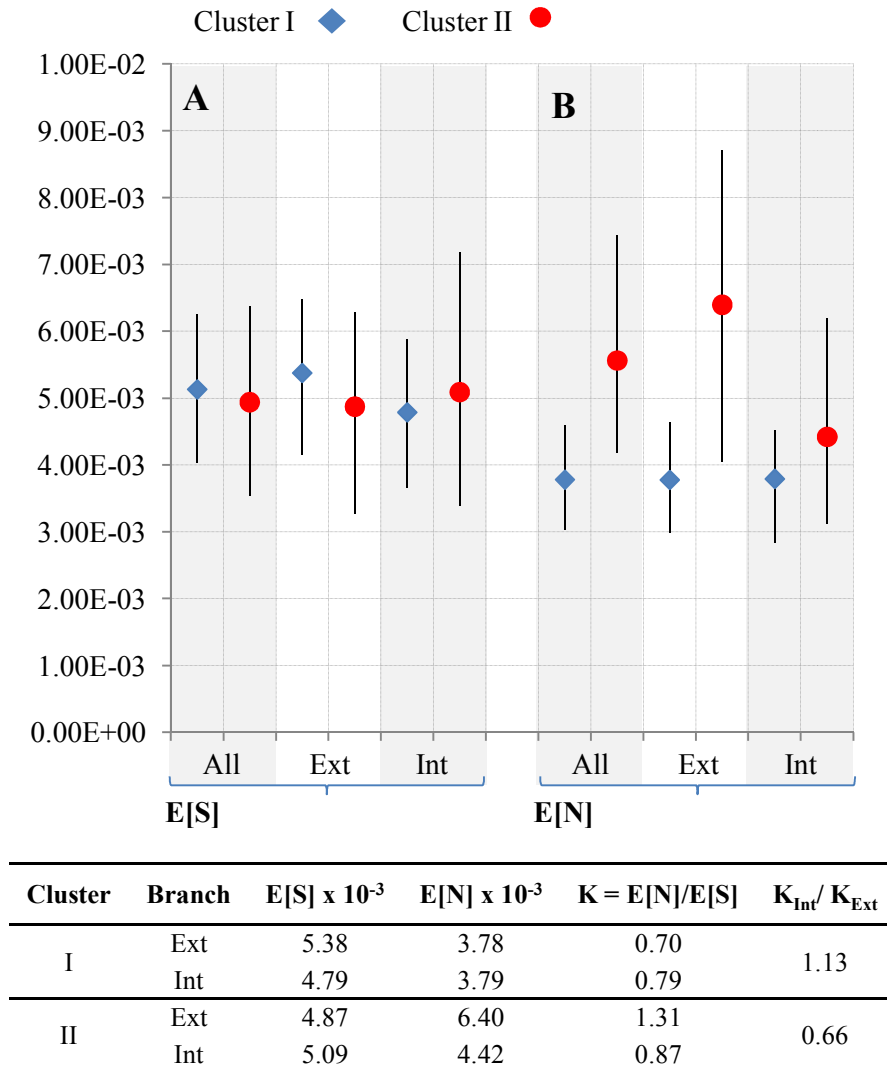 Cluster I Cluster II
A B
1.00E-02
9.00E-03
8.00E-03
7.00E-03
6.00E-03
5.00E-03
4.00E-03
3.00E-03
2.00E-03
1.00E-03
0.00E+00
All Ext Int All Ext Int
E[S] E[N]
Cluster Branch E[S] x 10-3 E[N] x 10-3 K = E[N]/E[S] KInt/ KExt
I Ext 5.38 3.78 0.70 1.13
Int 4.79 3.79 0.79
II Ext 4.87 6.40 1.31 0.66
Int 5.09 4.42 0.87